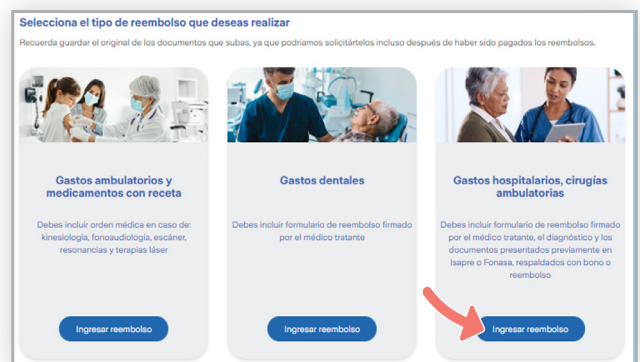 Selecciona el tipo de reembolso que deseas realizar
Recuerda guardar el original de los documentos que subas, ya que podríamos solicitártelos incluso después de haber sido pagados los reembolsos.
Gastos ambulatorios y
medicamentos con receta
Debes incluir orden médica en caso de:
kinesiología, fonoaudiología, escáner,
resonancias y terapias láser
Ingresar reembolso
Gastos dentales
Debes incluir formulario de reembolso firmado
por el médico tratante
Ingresar reembolso
Gastos hospitalarios, cirugías
ambulatorias
Debes incluir formulario de reembolso firmado
por el médico tratante, el diagnóstico y los
documentos presentados previamente en
Isapre o Fonasa, respaldados con bono o
reembolso
Ingresar reembolso